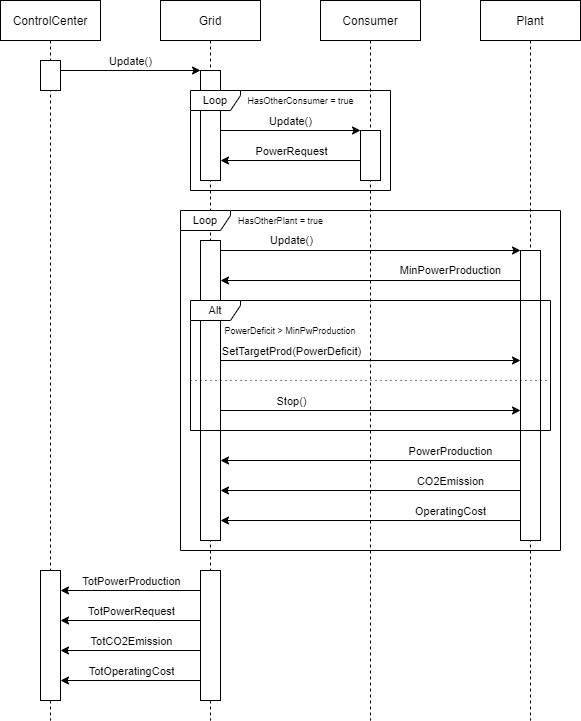 ControlCenter
Grid
Consumer
Plant
Update()
Loop
HasOtherConsumer = true
Update()
PowerRequest
Loop
HasOtherPlant = true
Update()
MinPowerProduction
Alt
PowerDeficit > MinPwProduction
SetTargetProd(PowerDeficit)
Stop()
PowerProduction
CO2Emission
OperatingCost
TotPowerProduction
TotPowerRequest
TotCO2Emission
TotOperatingCost